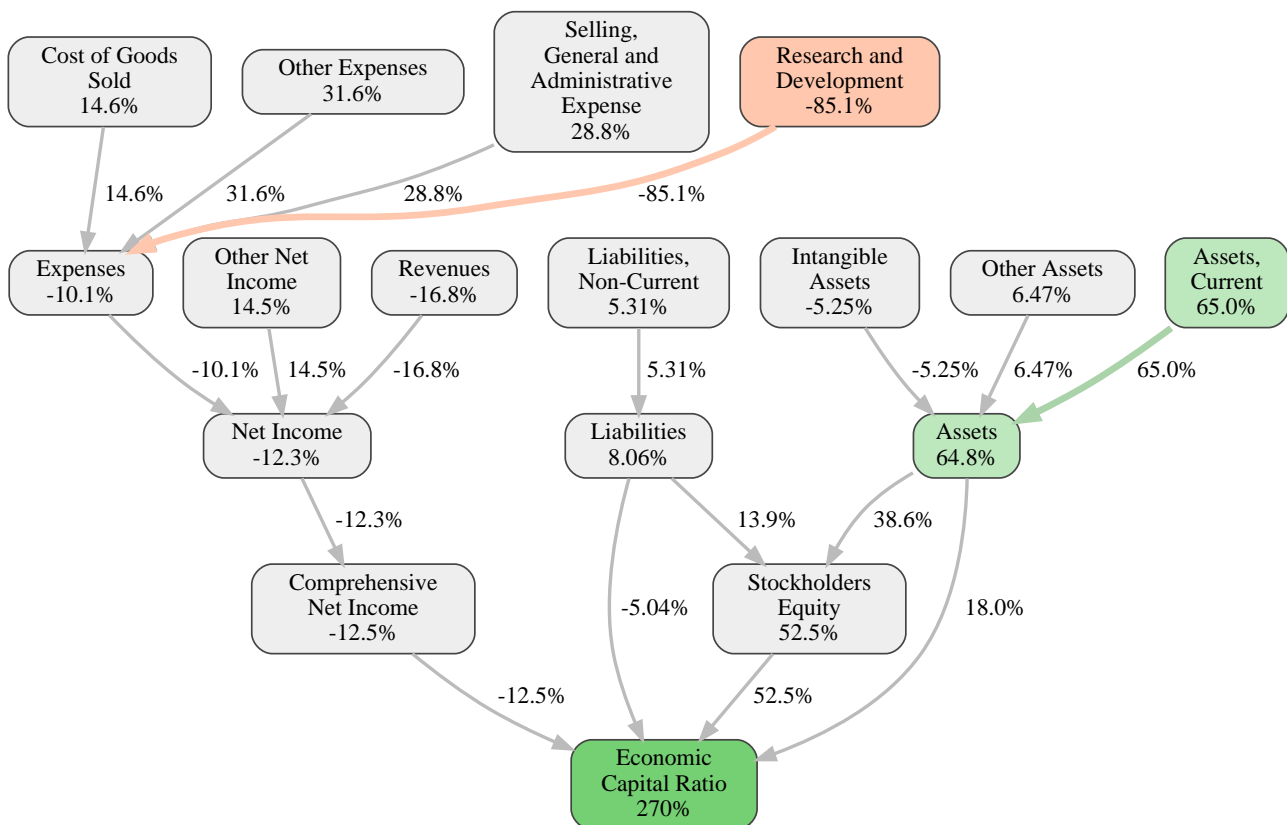 Cost of Goods
Sold
14.6%
Other Expenses
31.6%
Selling,
General and
Administrative
Expense
28.8%
Research and
Development
-85.1%
14.6%
31.6%
28.8%
-85.1%
Expenses
-10.1%
Other Net
Income
14.5%
Revenues
-16.8%
Liabilities,
Non-Current
5.31%
Intangible
Assets
-5.25%
Other Assets
6.47%
Assets,
Current
65.0%
-10.1%
14.5%
-16.8%
5.31%
-5.25%
6.47%
65.0%
Net Income
-12.3%
Liabilities
8.06%
Assets
64.8%
-12.3%
13.9%
38.6%
Comprehensive
Net Income
-12.5%
-5.04%
Stockholders
Equity
52.5%
18.0%
-12.5%
52.5%
Economic
Capital Ratio
270%